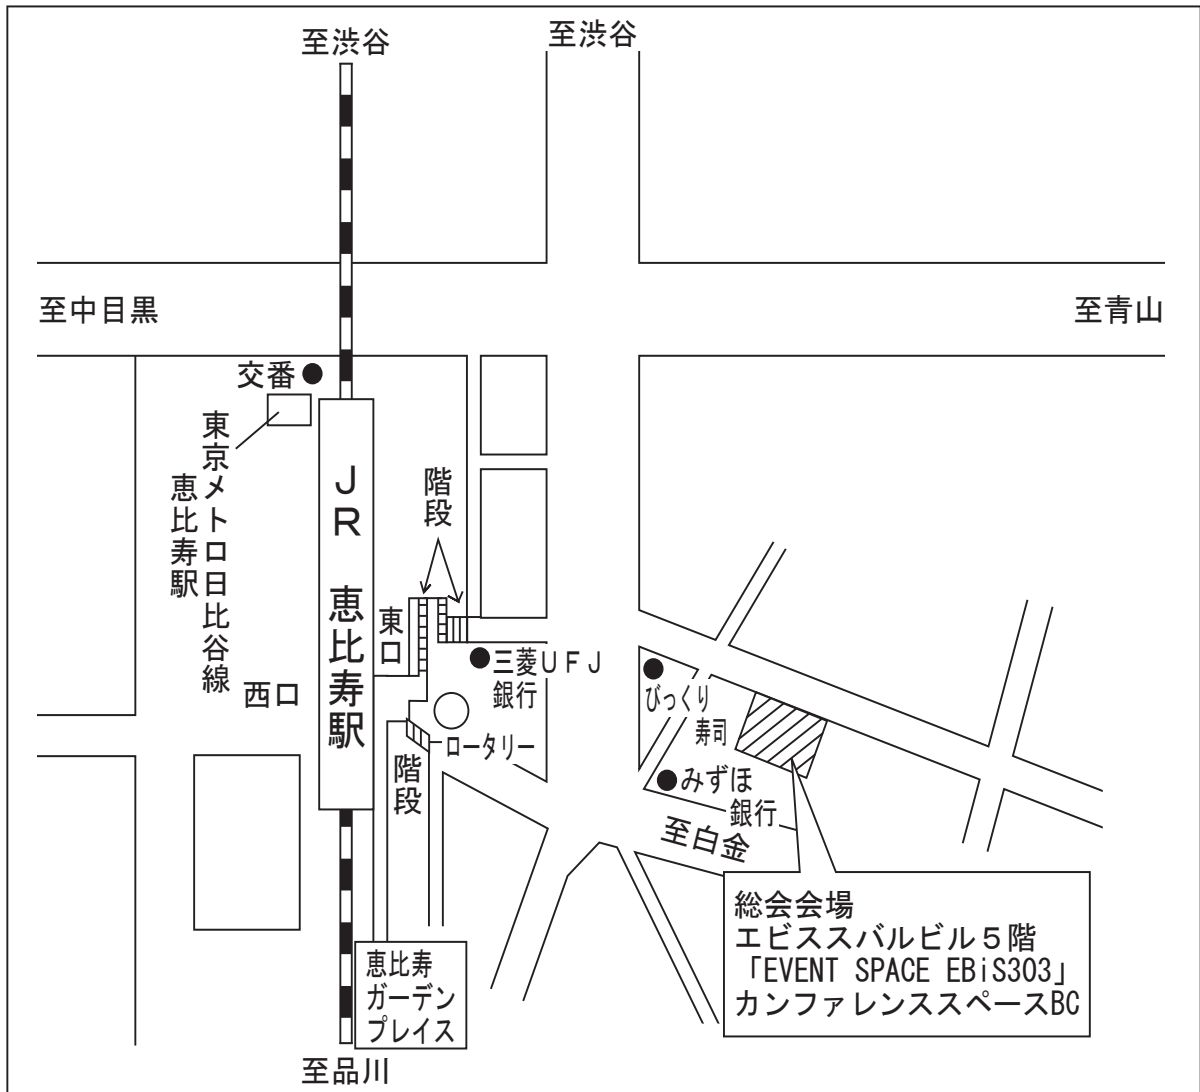 至渋谷
至渋谷
至中目黒
至青山
交番
東京メトロ日比谷線
恵比寿駅
JR 恵比寿駅
階段
東口
西口
三菱UFJ
銀行
ロータリー
階段
びっくり
寿司
みずほ
銀行
至白金
総会会場
エビススバルビル5階
「EVENT SPACE EBiS303」
カンファレンススペースBC
恵比寿
ガーデン
プレイス
至品川